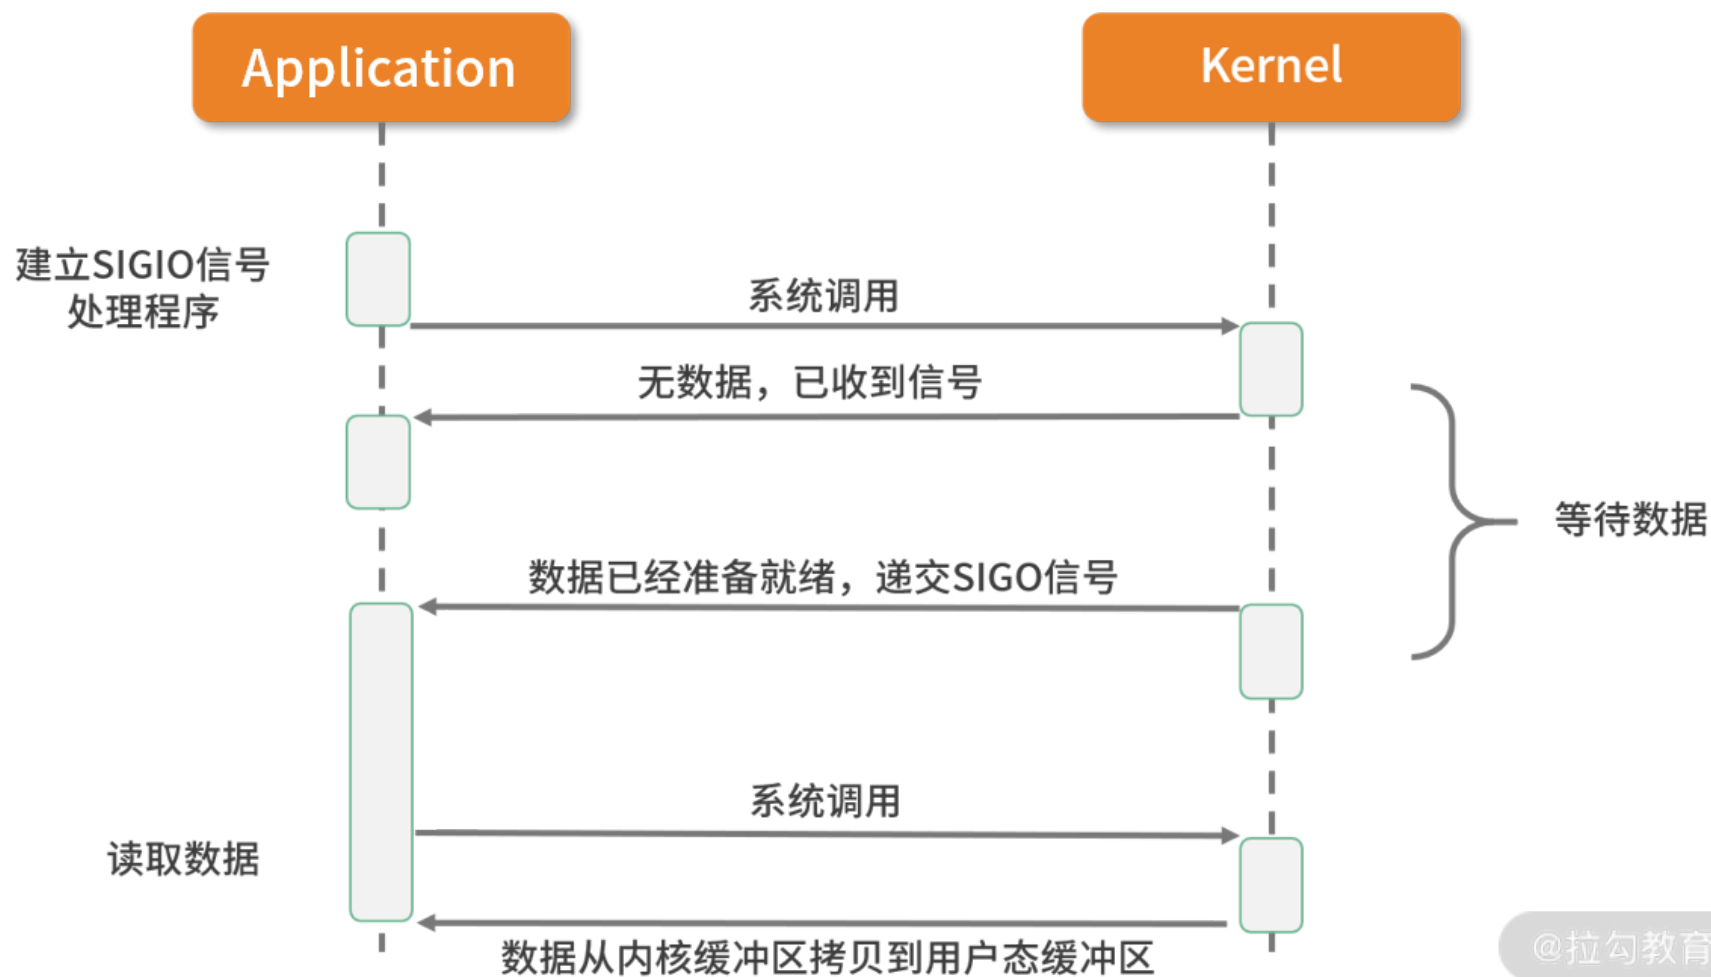 Application
Kernel
建立SIGIO信号
处理程序
系统调用
无数据，已收到信号
等待数据
数据已经准备就绪，递交SIGO信号
系统调用
读取数据
数据从内核缓冲区拷贝到用户态缓冲区
@拉勾教育